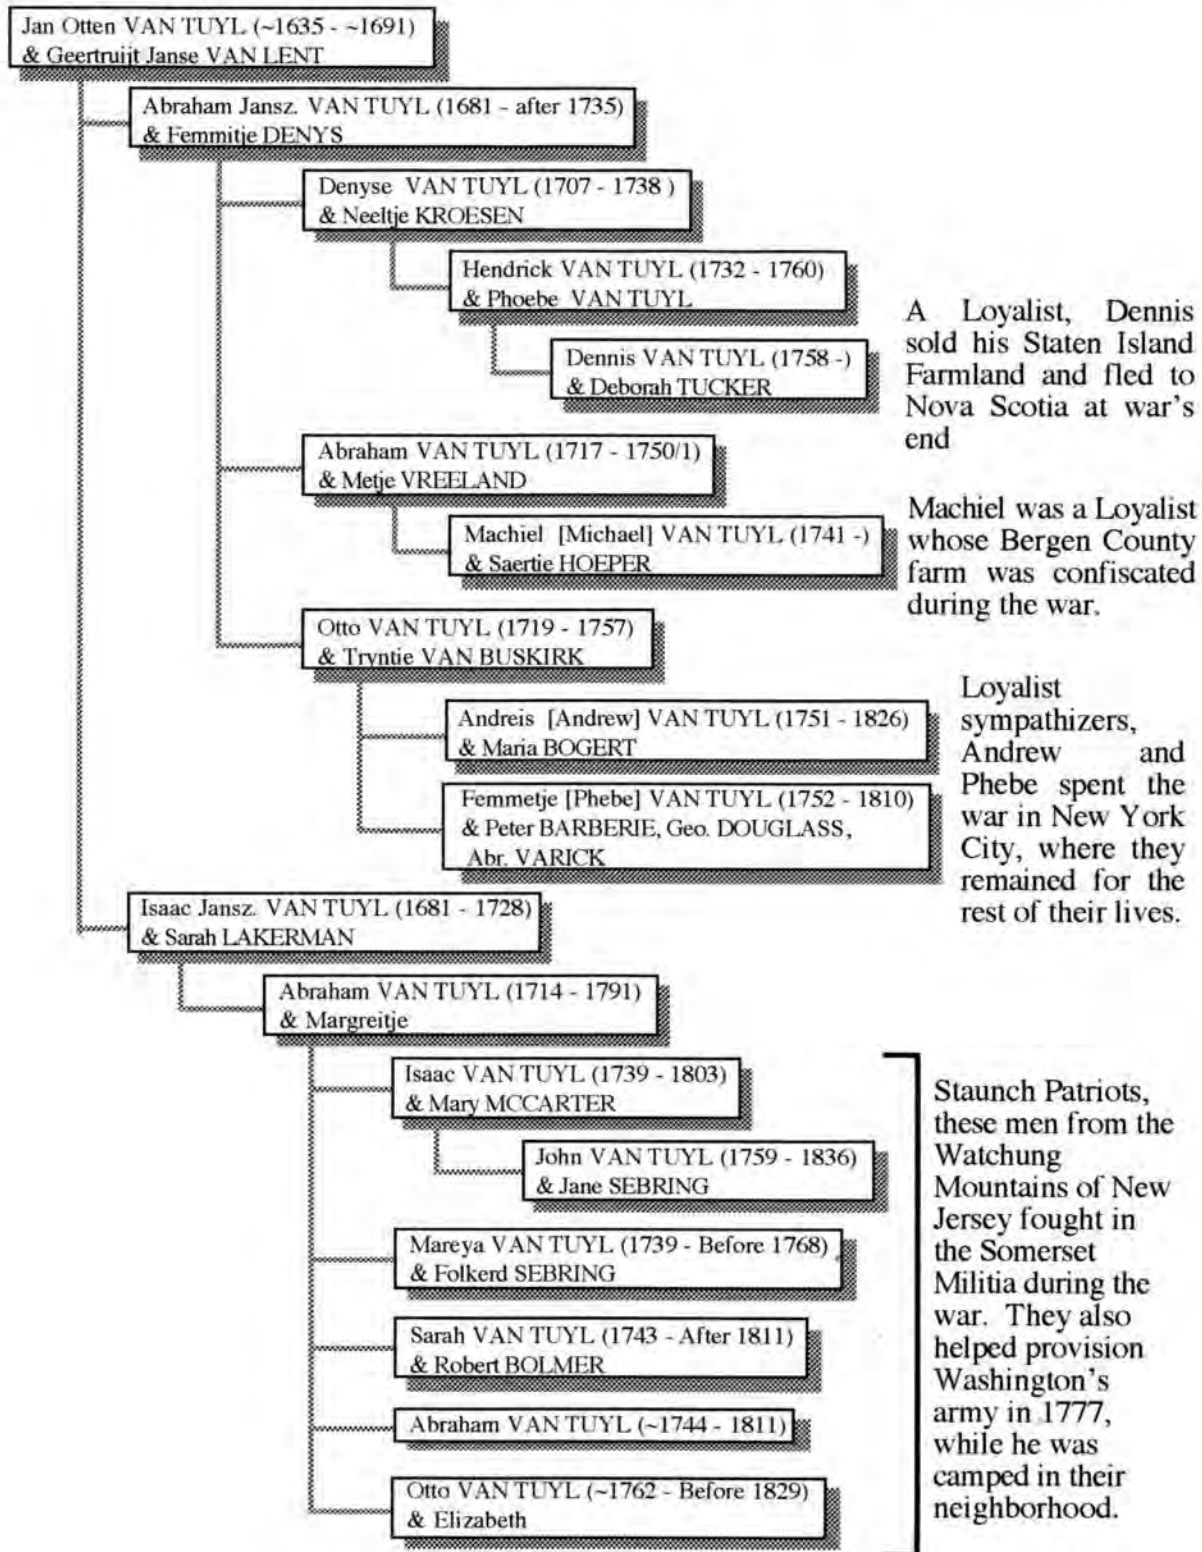 Jan Otten VAN TUYL (~1635 - ~1691)
& Geertruijt Janse VAN LENT
Abraham Jansz. VAN TUYL (1681 - after 1735)
& Femmitje DENYS
Denyse VAN TUYL (1707 - 1738 )
& Neeltje KROESEN
Hendrick VAN TUYL (1732 - 1760)
& Phoebe VAN TUYL
Dennis VAN TUYL (1758 -)
& Deborah TUCKER
A Loyalist, Dennis
sold his Staten Island
Farmland and fled to
Nova Scotia at war's
end
Abraham VAN TUYL (1717 - 1750/1)
& Metje VREELAND
Machiel [Michael] VAN TUYL (1741 -)
& Saertie HOEPER
Machiel was a Loyalist
whose Bergen County
farm was confiscated
during the war.
Otto VAN TUYL (1719 - 1757)
& Tryntie VAN BUSKIRK
Andreis [Andrew] VAN TUYL (1751 - 1826)
& Maria BOGERT
Femmetje [Phebe] VAN TUYL (1752 - 1810)
& Peter BARBERIE, Geo. DOUGLASS,
Abr. VARICK
Loyalist
sympathizers,
Andrew and
Phebe spent the
war in New York
City, where they
remained for the
rest of their lives.
Isaac Jansz. VAN TUYL (1681 - 1728)
& Sarah LAKERMAN
Abraham VAN TUYL (1714 - 1791)
& Margreitje
Isaac VAN TUYL (1739 - 1803)
& Mary MCCARTER
John VAN TUYL (1759 - 1836)
& Jane SEBRING
Mareya VAN TUYL (1739 - Before 1768)
& Folkerd SEBRING
Sarah VAN TUYL (1743 - After 1811)
& Robert BOLMER
Abraham VAN TUYL (~1744 - 1811)
Otto VAN TUYL (~1762 - Before 1829)
& Elizabeth
Staunch Patriots,
these men from the
Watchung
Mountains of New
Jersey fought in
the Somerset
Militia during the
war. They also
helped provision
Washington's
army in 1777,
while he was
camped in their
neighborhood.